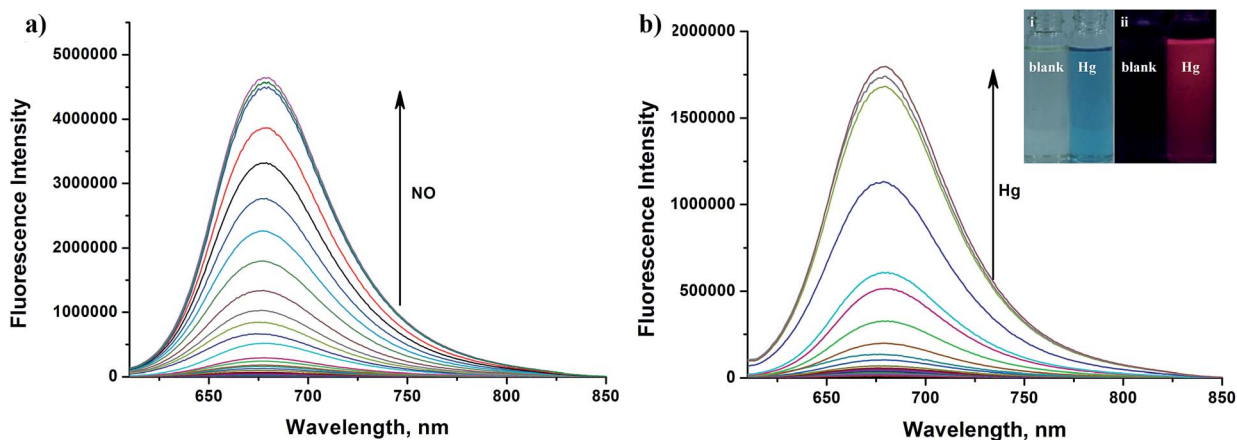 a)
Fluorescence Intensity
5000000
4000000
3000000
2000000
1000000
0
NO
650 700 750 800 850
Wavelength, nm
b)
Fluorescence Intensity
2000000
1500000
1000000
500000
0
Hg
650 700 750 800 850
Wavelength, nm
i
blank Hg
ii
blank Hg